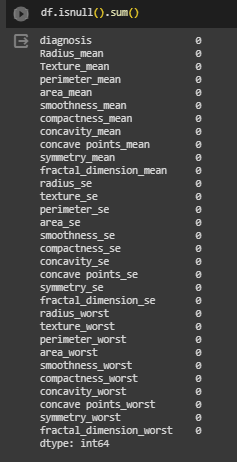 df.isnull().sum()
diagnosis 0
Radius_mean 0
Texture_mean 0
perimeter_mean 0
area_mean 0
smoothness_mean 0
compactness_mean 0
concavity_mean 0
concave points_mean 0
symmetry_mean 0
fractal_dimension_mean 0
radius_se 0
texture_se 0
perimeter_se 0
area_se 0
smoothness_se 0
compactness_se 0
concavity_se 0
concave points_se 0
symmetry_se 0
fractal_dimension_se 0
radius_worst 0
texture_worst 0
perimeter_worst 0
area_worst 0
smoothness_worst 0
compactness_worst 0
concavity_worst 0
concave points_worst 0
symmetry_worst 0
fractal_dimension_worst 0
dtype: int64